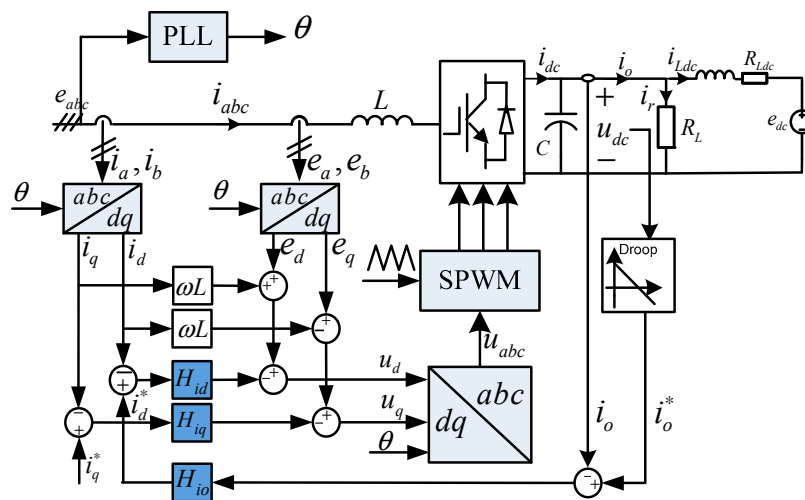 PLL
θ
e_abc
i_abc
L
i_dc
i_o
i_Ldc
R_Ldc
+
u_dc
−
i_r
R_L
e_dc
C
i_a, i_b
e_a, e_b
θ
abc
dq
θ
abc
dq
i_q
i_d
e_d
e_q
ωL
+
+
ωL
−
+
SPWM
Droop
u_abc
−
+
i_d^*
H_id
−
+
u_d
abc
dq
−
+
i_q^*
H_iq
−
+
u_q
θ
i_o
i_o^*
H_io
−
+